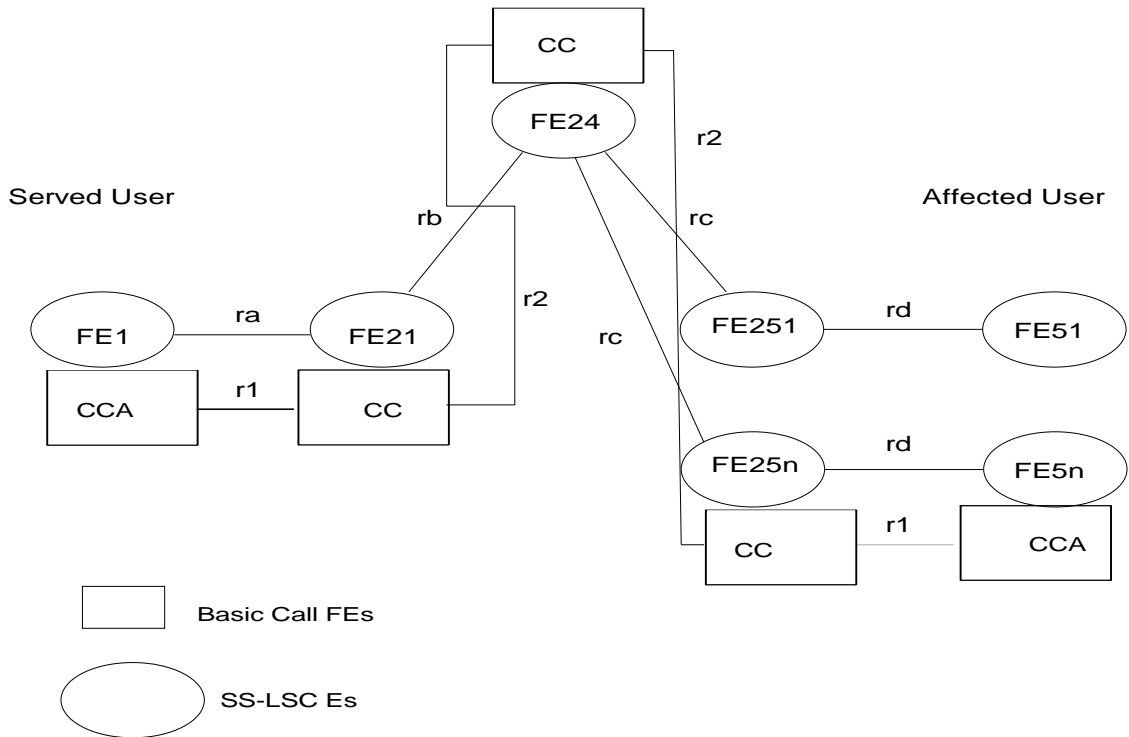 CC
FE24
r2
Served User
Affected User
rb
rc
r2
ra
FE1
FE21
FE251
rd
FE51
rc
r1
CCA
CC
rd
FE25n
FE5n
r1
CC
CCA
Basic Call FEs
SS-LSC Es